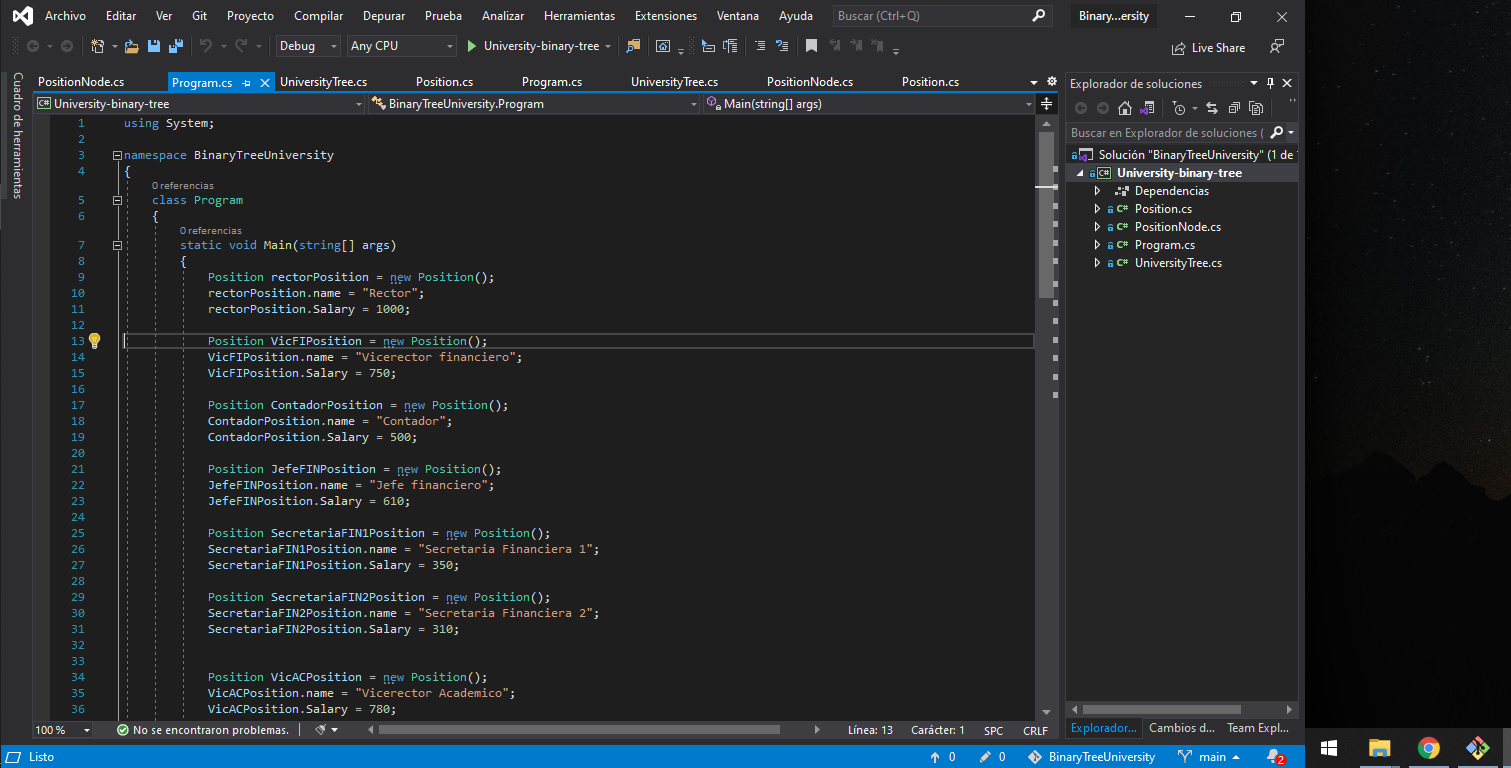 Archivo Editar Ver Git Proyecto Compilar Depurar Prueba Analizar Herramientas Extensiones Ventana Ayuda Buscar (Ctrl+Q) Binary...ersity
Debug Any CPU University-binary-tree Live Share
Cuadro de herramientas
PositionNode.cs Program.cs UniversityTree.cs Position.cs Program.cs UniversityTree.cs PositionNode.cs Position.cs
C# University-binary-tree BinaryTreeUniversity.Program Main(string[] args)
1 using System;
2
3 namespace BinaryTreeUniversity
4 {
0 referencias
5 class Program
6 {
0 referencias
7 static void Main(string[] args)
8 {
9 Position rectorPosition = new Position();
10 rectorPosition.name = "Rector";
11 rectorPosition.Salary = 1000;
12
13 Position VicFIPosition = new Position();
14 VicFIPosition.name = "Vicerector financiero";
15 VicFIPosition.Salary = 750;
16
17 Position ContadorPosition = new Position();
18 ContadorPosition.name = "Contador";
19 ContadorPosition.Salary = 500;
20
21 Position JefeFINPosition = new Position();
22 JefeFINPosition.name = "Jefe financiero";
23 JefeFINPosition.Salary = 610;
24
25 Position SecretariaFIN1Position = new Position();
26 SecretariaFIN1Position.name = "Secretaria Financiera 1";
27 SecretariaFIN1Position.Salary = 350;
28
29 Position SecretariaFIN2Position = new Position();
30 SecretariaFIN2Position.name = "Secretaria Financiera 2";
31 SecretariaFIN2Position.Salary = 310;
32
33
34 Position VicACPosition = new Position();
35 VicACPosition.name = "Vicerector Academico";
36 VicACPosition.Salary = 780;
100 % No se encontraron problemas. Línea: 13 Carácter: 1 SPC CRLF
Explorador de soluciones
Buscar en Explorador de soluciones (
Solución "BinaryTreeUniversity" (1 de 1
C# University-binary-tree
Dependencias
C# Position.cs
C# PositionNode.cs
C# Program.cs
C# UniversityTree.cs
Explorador... Cambios d... Team Expl...
Listo 0 0 BinaryTreeUniversity main 2